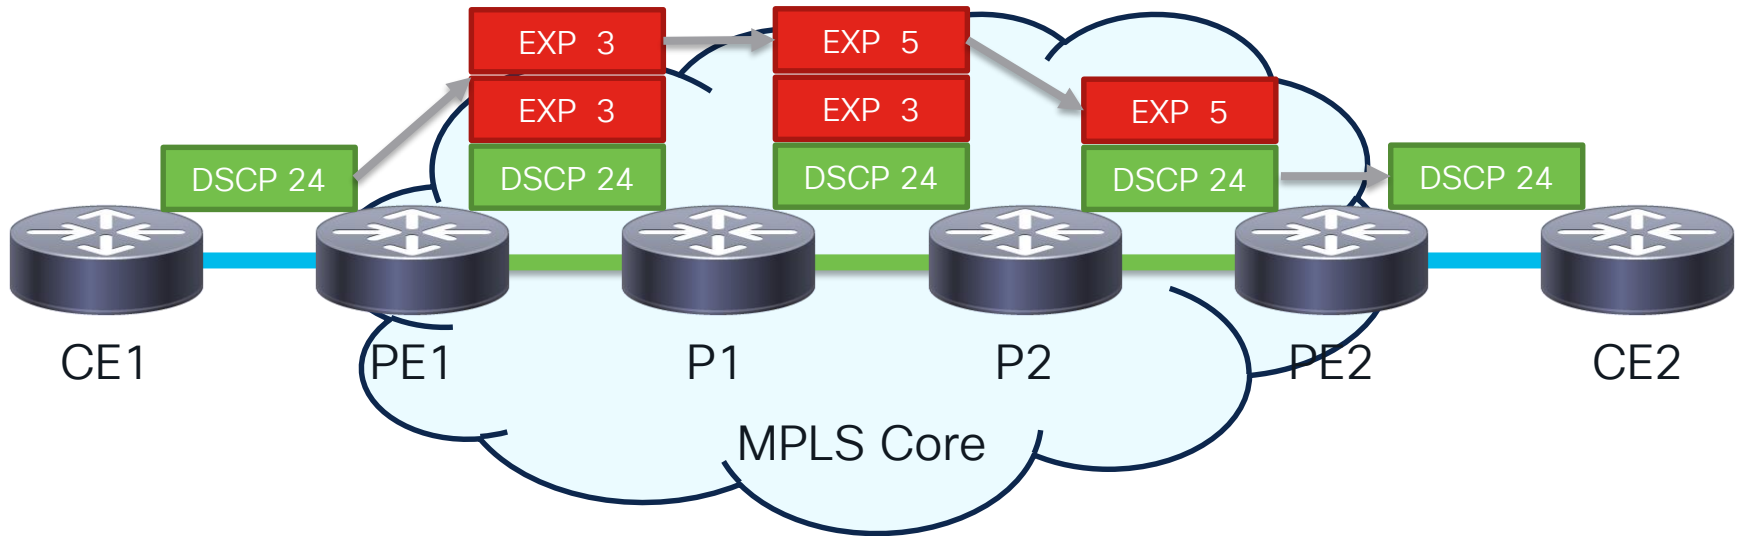 EXP 3
EXP 5
EXP 3
EXP 3
EXP 5
DSCP 24
DSCP 24
DSCP 24
DSCP 24
DSCP 24
CE1
PE1
P1
P2
PE2
CE2
MPLS Core